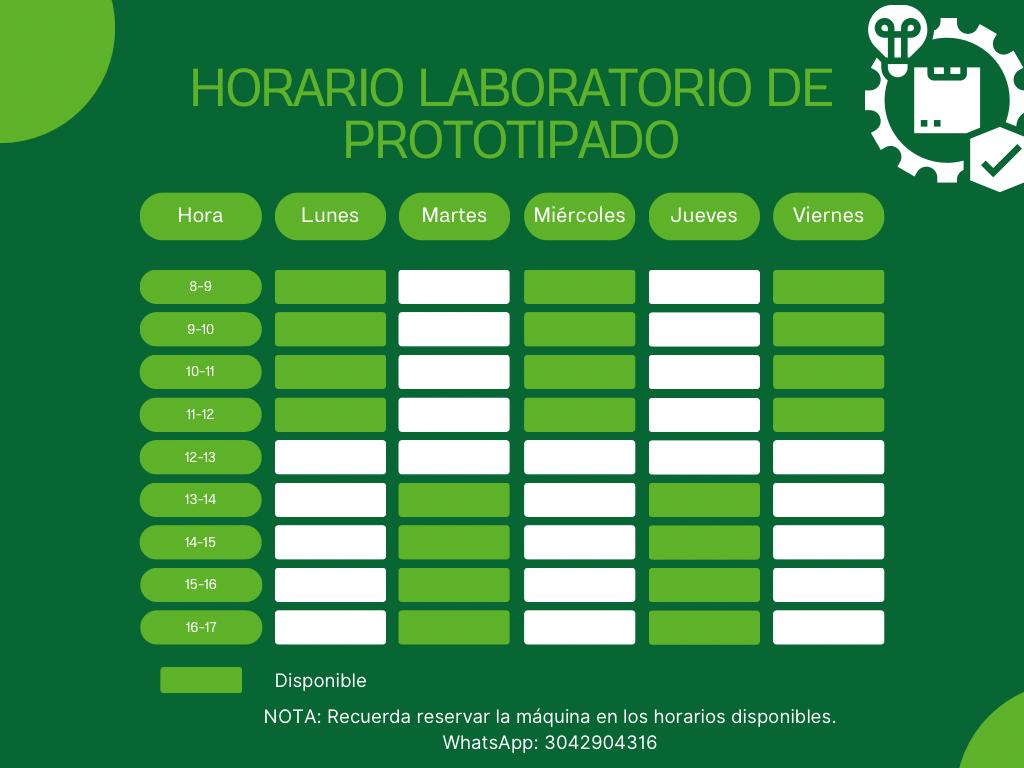 HORARIO LABORATORIO DE
PROTOTIPADO
Hora Lunes Martes Miércoles Jueves Viernes
8-9
9-10
10-11
11-12
12-13
13-14
14-15
15-16
16-17
Disponible
NOTA: Recuerda reservar la máquina en los horarios disponibles.
WhatsApp: 3042904316